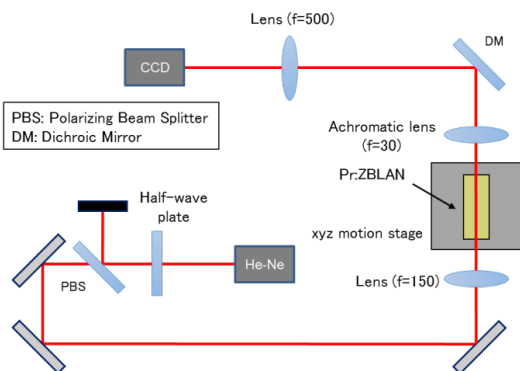 Lens (f=500)
DM
CCD
PBS: Polarizing Beam Splitter
DM: Dichroic Mirror
Achromatic lens
(f=30)
Pr:ZBLAN
Half-wave
plate
xyz motion stage
He-Ne
PBS
Lens (f=150)